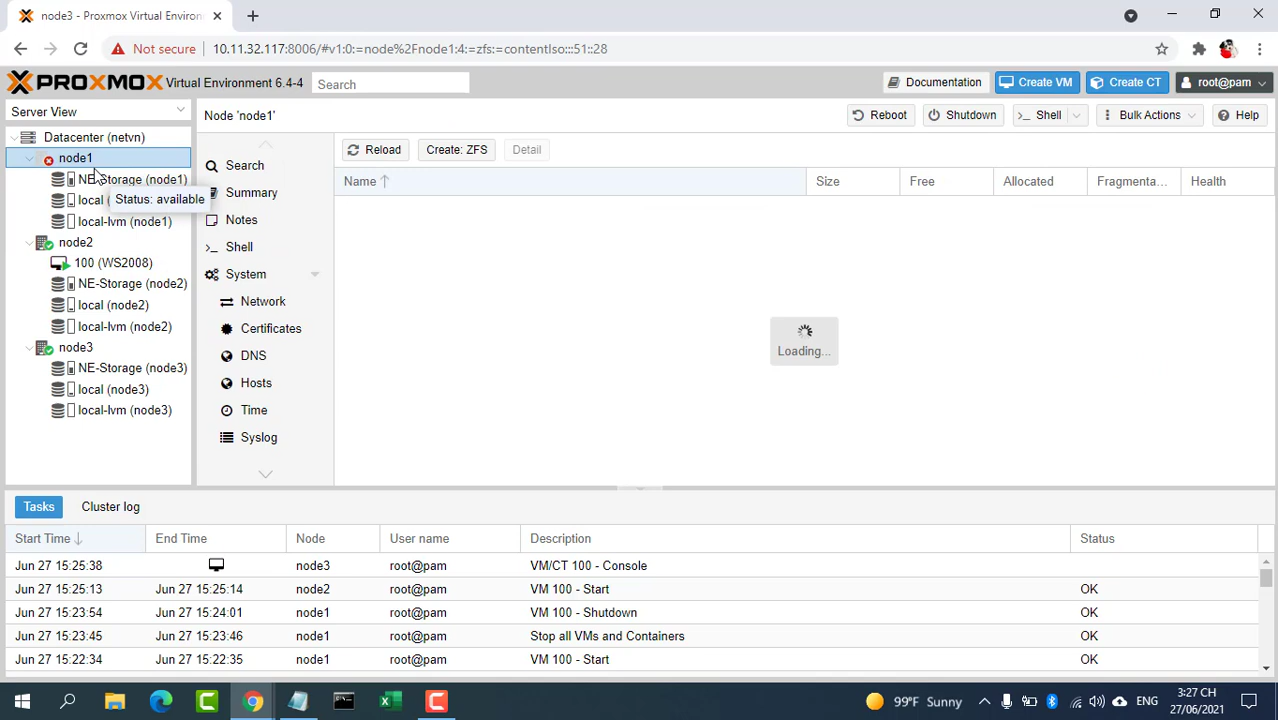 node3 - Proxmox Virtual Environ
Not secure
10.11.32.117:8006/#v1:0:=node%2Fnode1:4:=zfs:=contentIso:::51::28
PROXMOX Virtual Environment 6.4-4
Search
Documentation
Create VM
Create CT
root@pam
Server View
Node 'node1'
Reboot
Shutdown
Shell
Bulk Actions
Help
Datacenter (netvn)
node1
NE-Storage (node1)
local (
Status: available
local-lvm (node1)
node2
100 (WS2008)
NE-Storage (node2)
local (node2)
local-lvm (node2)
node3
NE-Storage (node3)
local (node3)
local-lvm (node3)
Search
Summary
Notes
Shell
System
Network
Certificates
DNS
Hosts
Time
Syslog
Reload
Create: ZFS
Detail
Name Size Free Allocated Fragmenta... Health
Loading...
Tasks
Cluster log
Start Time End Time Node User name Description Status
Jun 27 15:25:38 node3 root@pam VM/CT 100 - Console
Jun 27 15:25:13 Jun 27 15:25:14 node2 root@pam VM 100 - Start OK
Jun 27 15:23:54 Jun 27 15:24:01 node1 root@pam VM 100 - Shutdown OK
Jun 27 15:23:45 Jun 27 15:23:46 node1 root@pam Stop all VMs and Containers OK
Jun 27 15:22:34 Jun 27 15:22:35 node1 root@pam VM 100 - Start OK
99°F Sunny
ENG
3:27 CH
27/06/2021